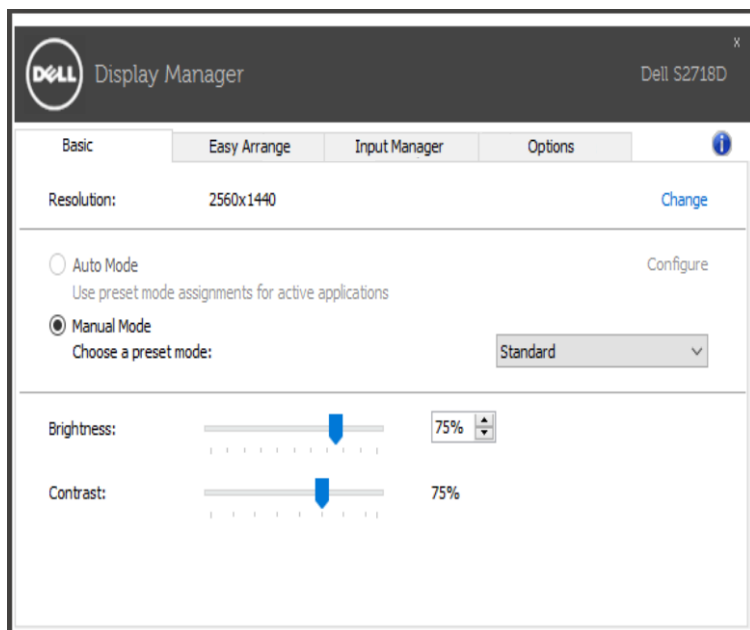 DELL Display Manager
x
Dell S2718D
Basic Easy Arrange Input Manager Options i
Resolution: 2560x1440 Change
Auto Mode Configure
Use preset mode assignments for active applications
Manual Mode
Choose a preset mode: Standard
Brightness: 75%
Contrast: 75%